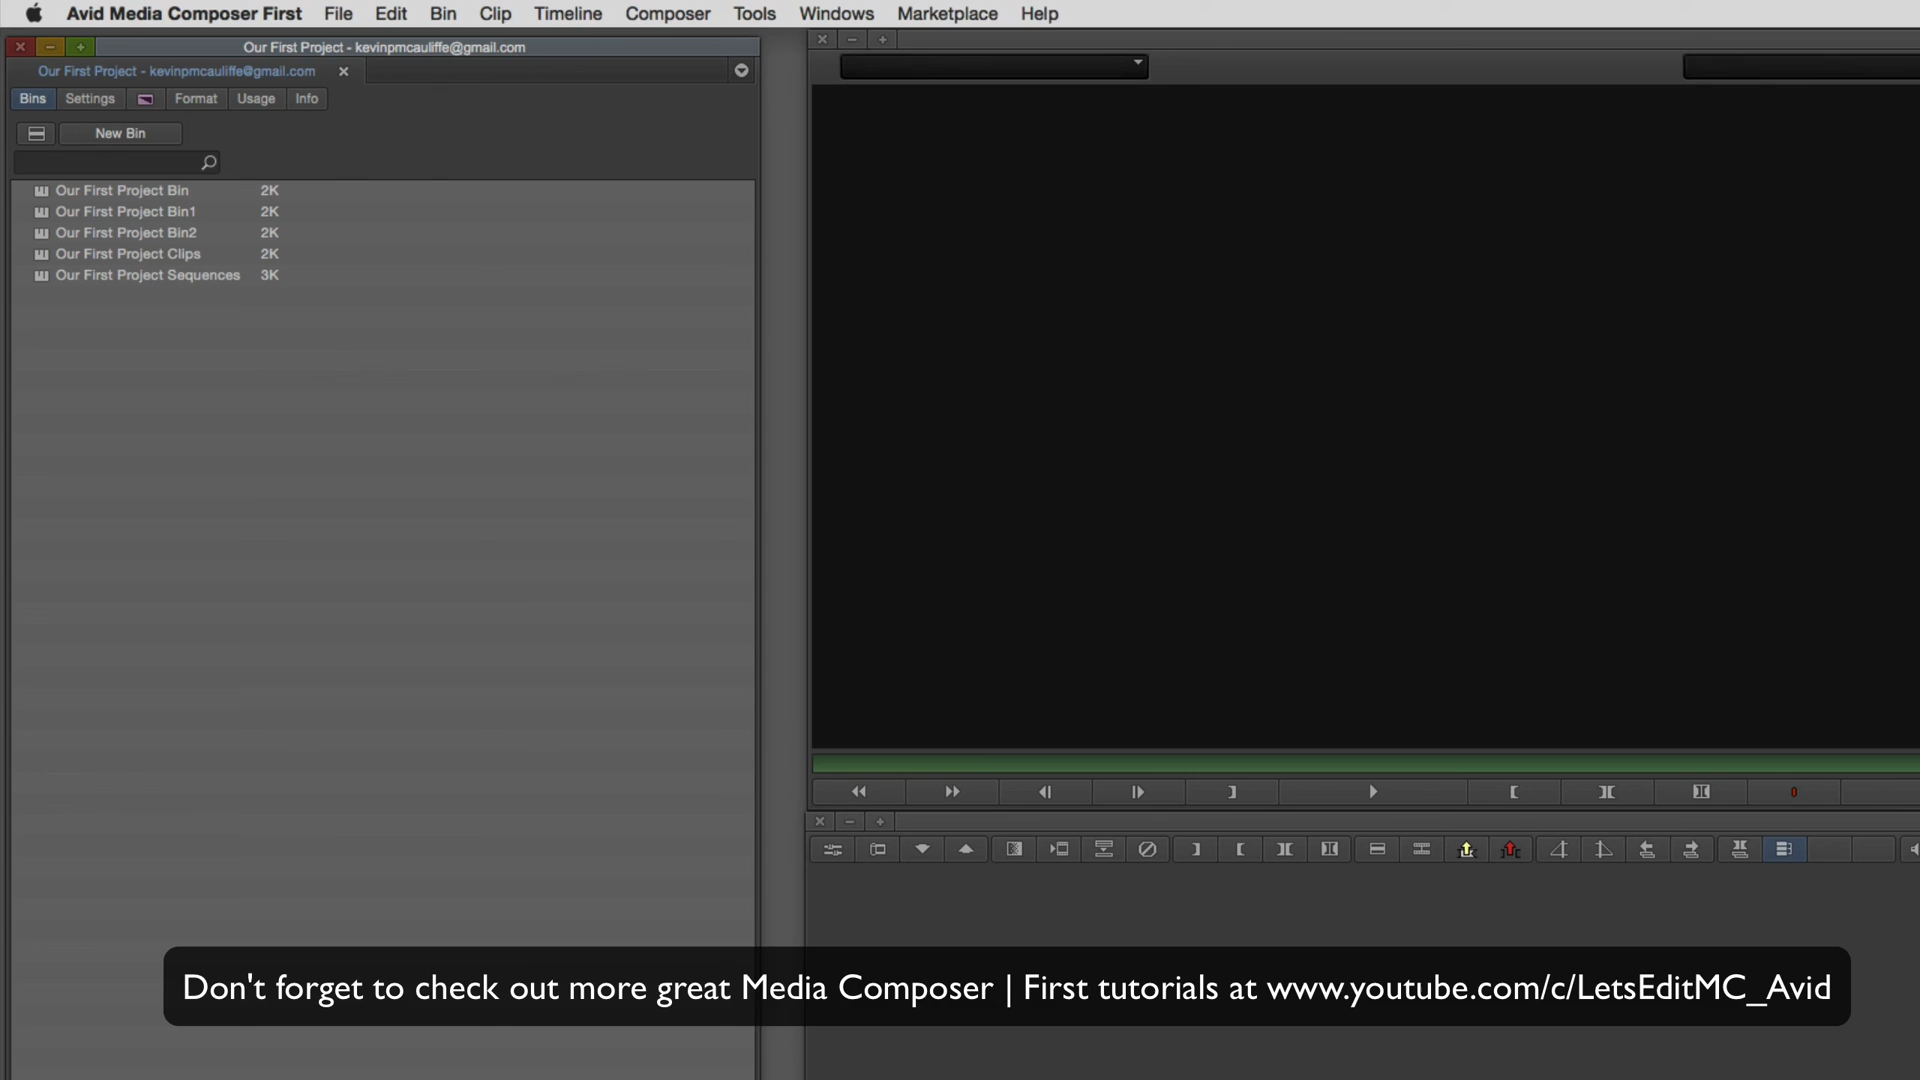 Avid Media Composer First File Edit Bin Clip Timeline Composer Tools Windows Marketplace Help
Our First Project - kevinpmcauliffe@gmail.com
Our First Project - kevinpmcauliffe@gmail.com
Bins Settings Format Usage Info
New Bin
Our First Project Bin 2K
Our First Project Bin1 2K
Our First Project Bin2 2K
Our First Project Clips 2K
Our First Project Sequences 3K
Don't forget to check out more great Media Composer | First tutorials at www.youtube.com/c/LetsEditMC_Avid